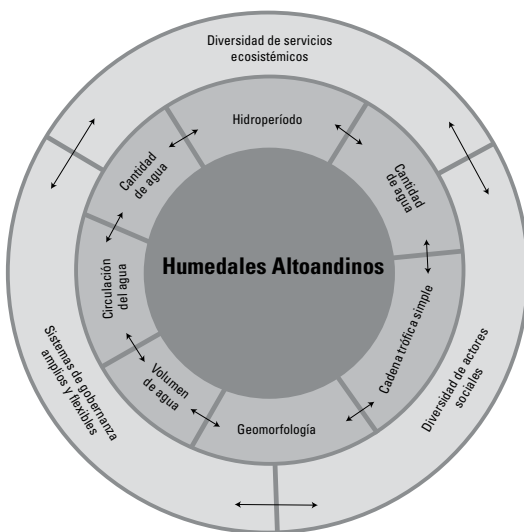 Diversidad de servicios
ecosistémicos
Hidroperíodo
Cantidad
de agua
Cantidad
de agua
Humedales Altoandinos
Circulación
del agua
Cadena trófica simple
Volumen
de agua
Geomorfología
Sistemas de gobernanza
amplios y flexibles
Diversidad de actores
sociales